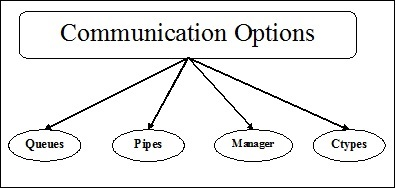 Communication Options
Queues
Pipes
Manager
Ctypes